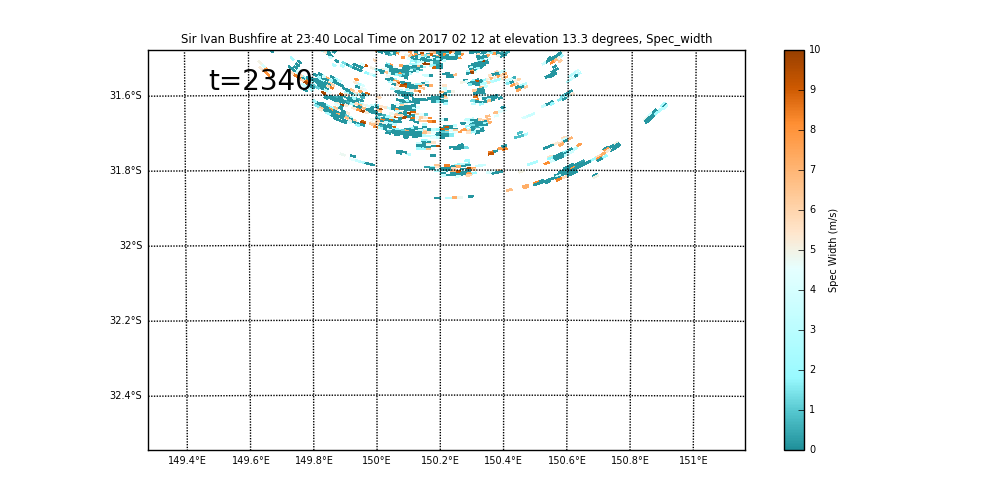 Sir Ivan Bushfire at 23:40 Local Time on 2017 02 12 at elevation 13.3 degrees, Spec_width
t=2340
31.6°S
31.8°S
32°S
32.2°S
32.4°S
149.4°E 149.6°E 149.8°E 150°E 150.2°E 150.4°E 150.6°E 150.8°E 151°E
10
9
8
7
6
5
4
3
2
1
0
Spec Width (m/s)